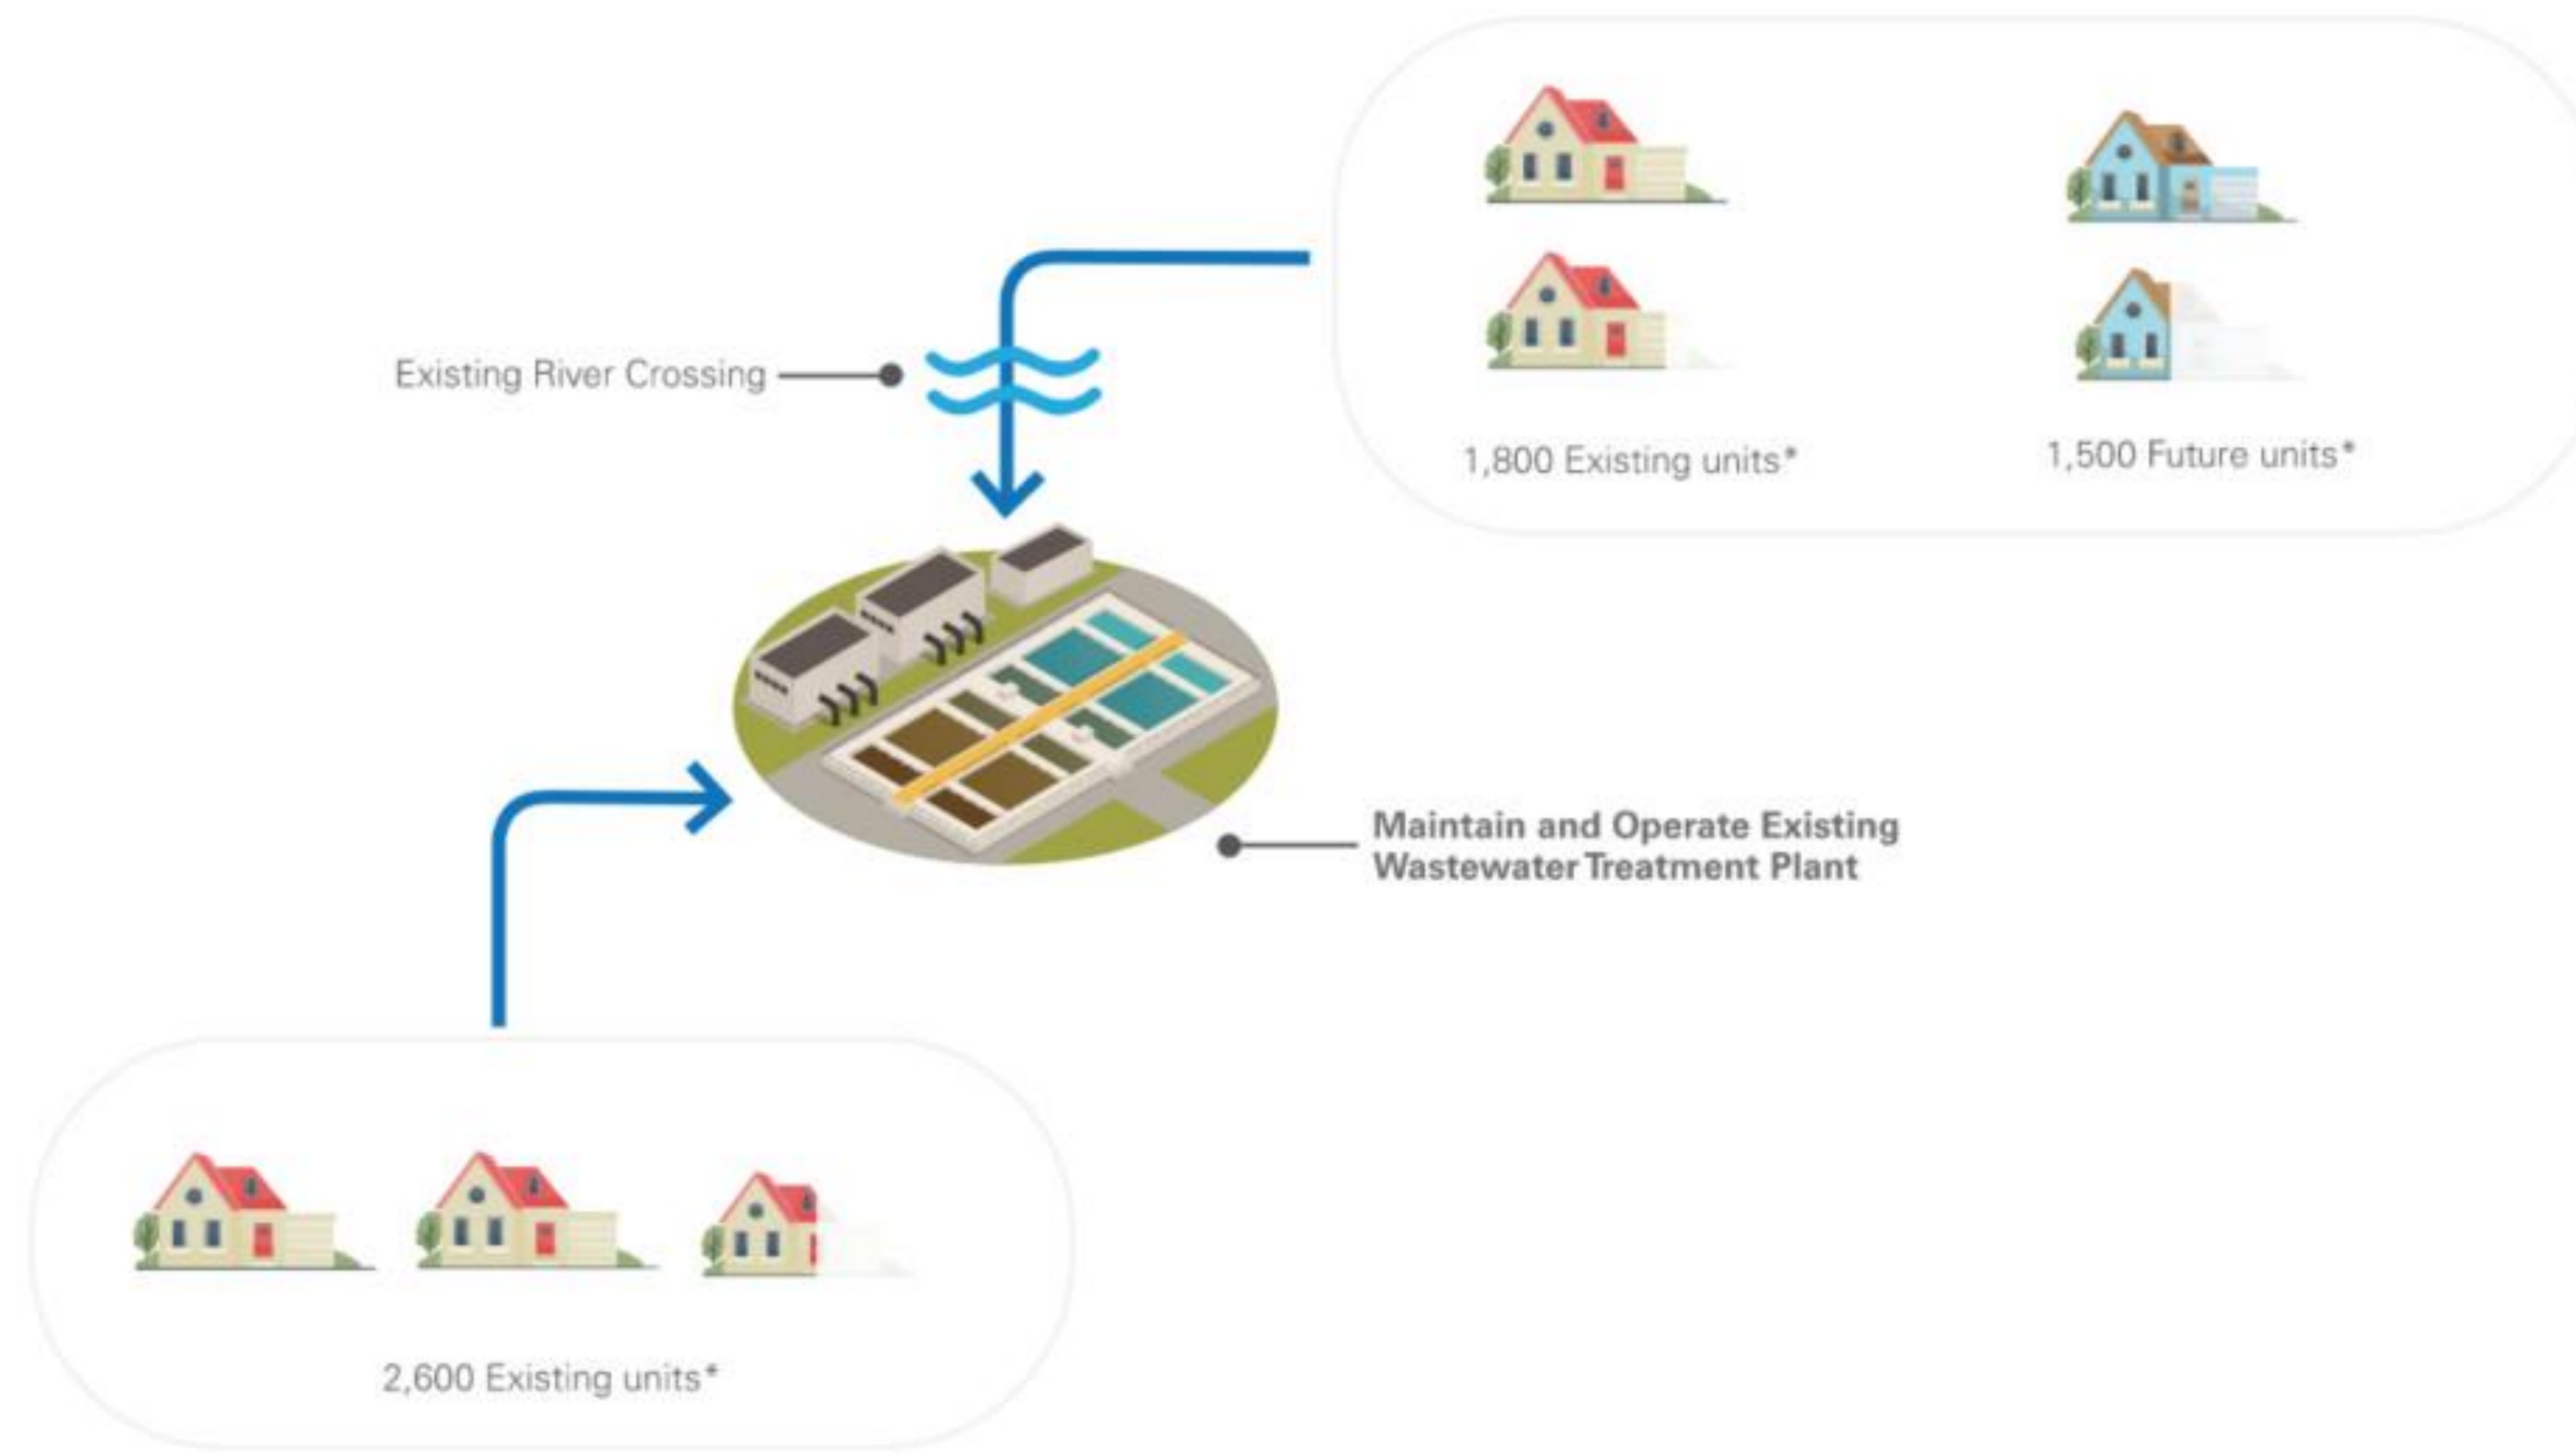 1,800 Existing units*
1,500 Future units*
Existing River Crossing
Maintain and Operate Existing
Wastewater Treatment Plant
2,600 Existing units*